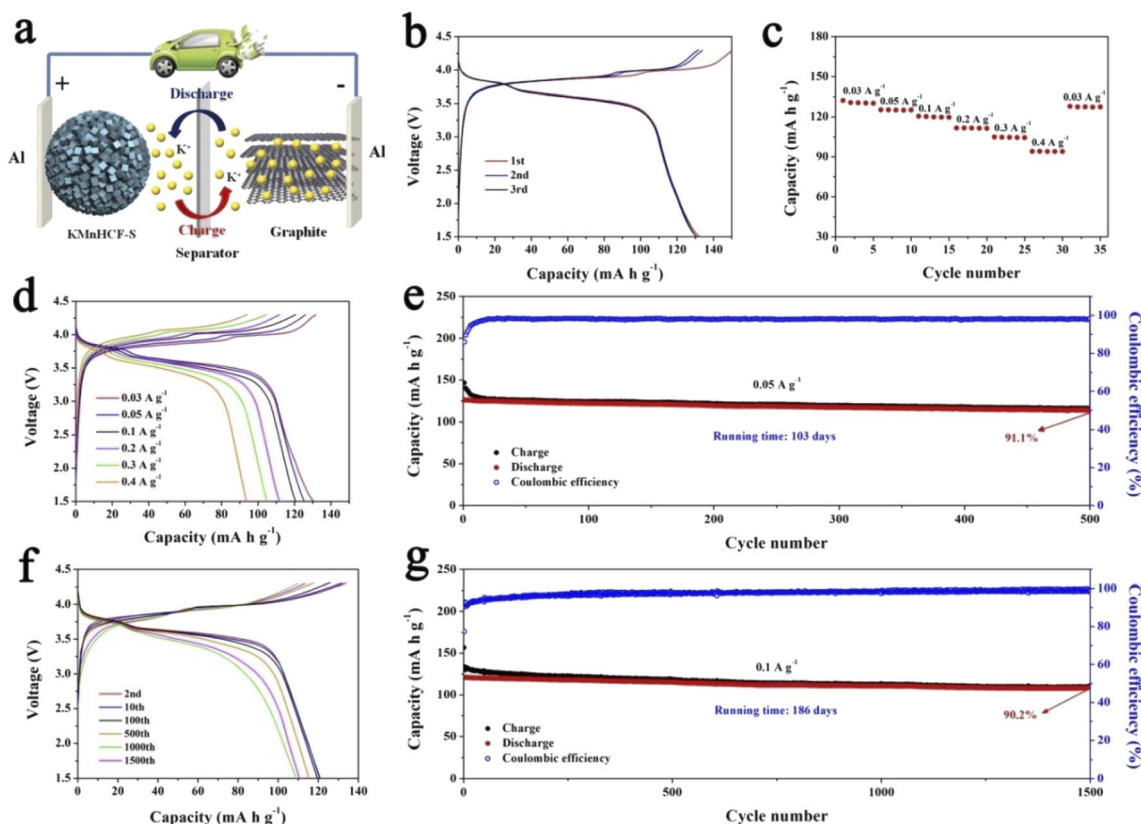 a
+
-
Discharge
Al
Al
K+
K+
Charge
KMnHCF-S
Separator
Graphite
b
Voltage (V)
4.5
4.0
3.5
3.0
2.5
2.0
1.5
1st
2nd
3rd
0 20 40 60 80 100 120 140
Capacity (mA h g-1)
c
Capacity (mA h g-1)
180
150
120
90
60
30
0.03 A g-1
0.05 A g-1
0.1 A g-1
0.2 A g-1
0.3 A g-1
0.4 A g-1
0.03 A g-1
0 5 10 15 20 25 30 35
Cycle number
d
Voltage (V)
4.5
4.0
3.5
3.0
2.5
2.0
1.5
0.03 A g-1
0.05 A g-1
0.1 A g-1
0.2 A g-1
0.3 A g-1
0.4 A g-1
0 20 40 60 80 100 120 140
Capacity (mA h g-1)
e
Capacity (mA h g-1)
250
200
150
100
50
0
0.05 A g-1
Running time: 103 days
91.1%
Charge
Discharge
Coulombic efficiency
0 100 200 300 400 500
Cycle number
100
80
60
40
20
0
Coulombic efficiency (%)
f
Voltage (V)
4.5
4.0
3.5
3.0
2.5
2.0
1.5
2nd
10th
100th
500th
1000th
1500th
0 20 40 60 80 100 120 140
Capacity (mA h g-1)
g
Capacity (mA h g-1)
250
200
150
100
50
0
0.1 A g-1
Running time: 186 days
90.2%
Charge
Discharge
Coulombic efficiency
0 500 1000 1500
Cycle number
100
80
60
40
20
0
Coulombic efficiency (%)